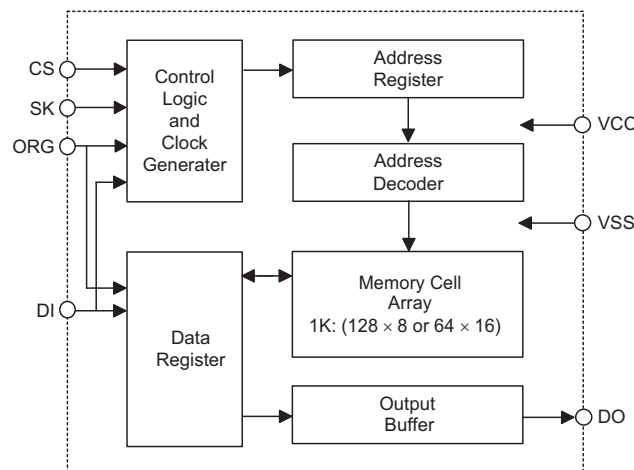 CS
SK
ORG
DI
Control
Logic
and
Clock
Generater
Address
Register
Address
Decoder
VCC
VSS
Memory Cell
Array
1K: (128 × 8 or 64 × 16)
Data
Register
Output
Buffer
DO